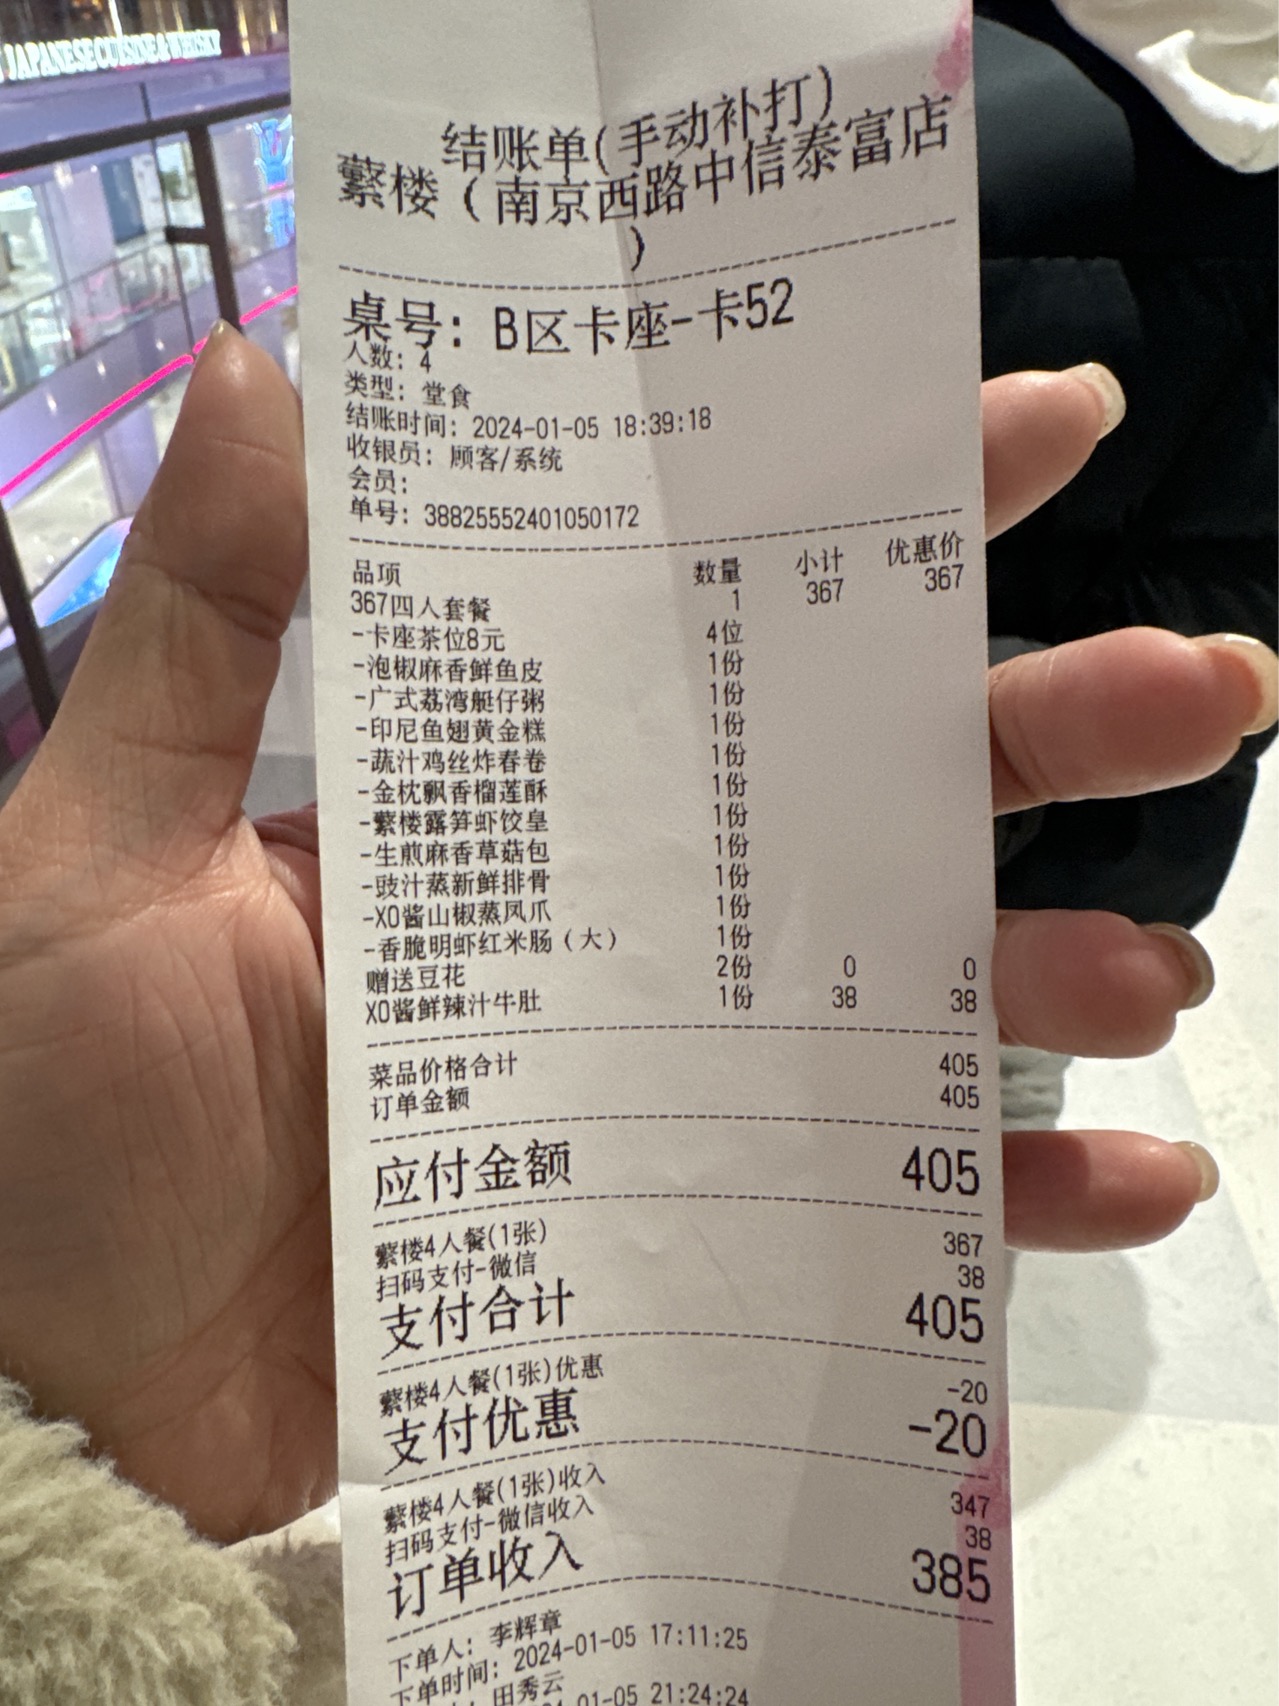 JAPANESE CUISINE & WHISKY
结账单(手动补打)
蘩楼（南京西路中信泰富店
）
桌号: B区卡座-卡52
人数: 4
类型: 堂食
结账时间: 2024-01-05 18:39:18
收银员: 顾客/系统
会员:
单号: 38825552401050172
品项 数量 小计 优惠价
367四人套餐 1 367 367
-卡座茶位8元 4位
-泡椒麻香鲜鱼皮 1份
-广式荔湾艇仔粥 1份
-印尼鱼翅黄金糕 1份
-蔬汁鸡丝炸春卷 1份
-金枕飘香榴莲酥 1份
-蘩楼露笋虾饺皇 1份
-生煎麻香草菇包 1份
-豉汁蒸新鲜排骨 1份
-XO酱山椒蒸凤爪 1份
-香脆明虾红米肠（大） 1份
赠送豆花 2份 0 0
XO酱鲜辣汁牛肚 1份 38 38
菜品价格合计 405
订单金额 405
应付金额 405
蘩楼4人餐(1张) 367
扫码支付-微信 38
支付合计 405
蘩楼4人餐(1张)优惠 -20
支付优惠 -20
蘩楼4人餐(1张)收入 347
扫码支付-微信收入 38
订单收入 385
下单人: 李辉章
下单时间: 2024-01-05 17:11:25
田秀云
01-05 21:24:24